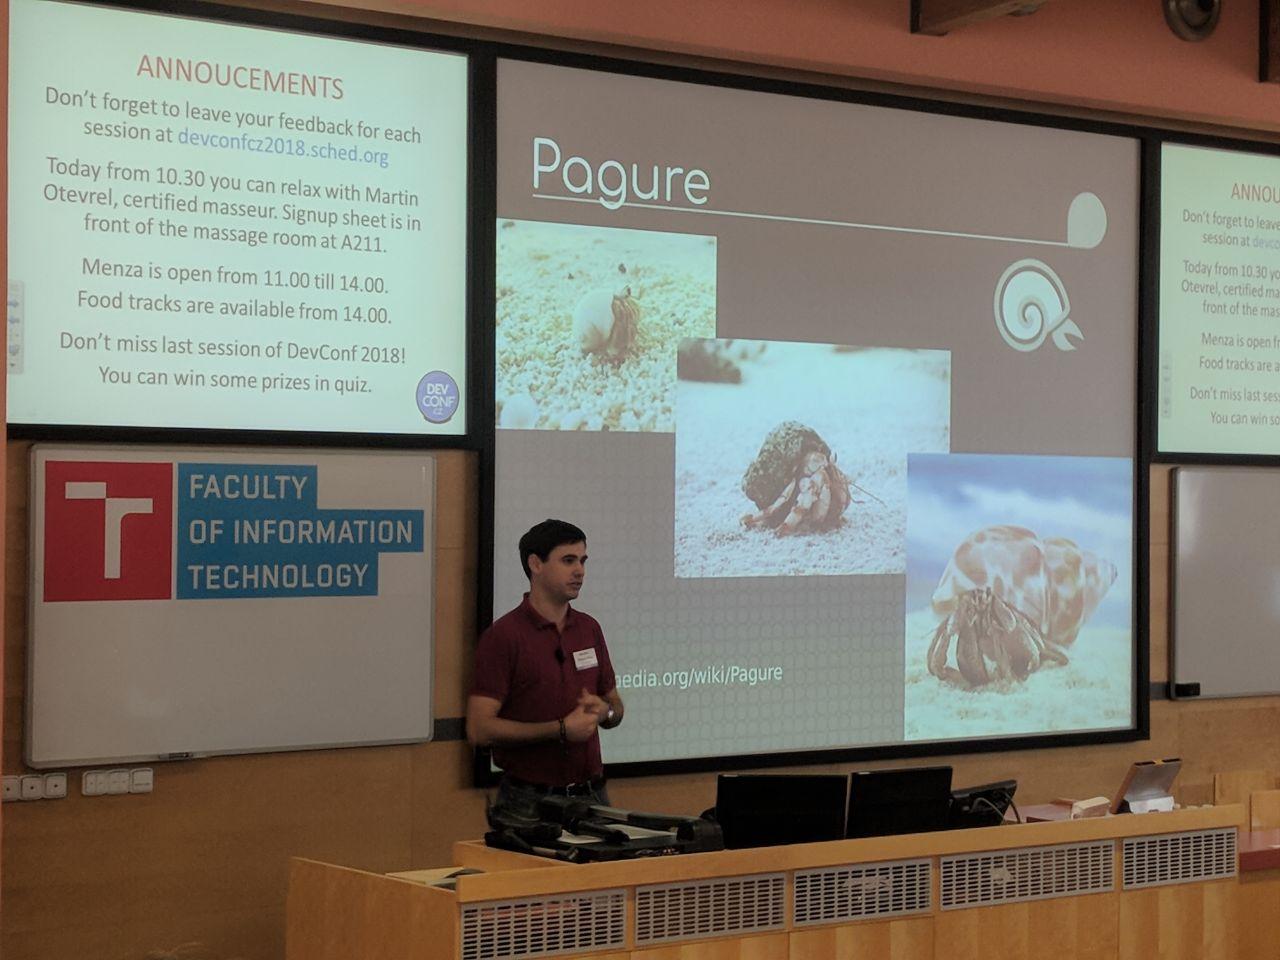 ANNOUCEMENTS
Don't forget to leave your feedback for each
session at devconfcz2018.sched.org
Today from 10.30 you can relax with Martin
Otevrel, certified masseur. Signup sheet is in
front of the massage room at A211.
Menza is open from 11.00 till 14.00.
Food tracks are available from 14.00.
Don't miss last session of DevConf 2018!
You can win some prizes in quiz.
DEV
CONF
CZ
FACULTY
OF INFORMATION
TECHNOLOGY
Pagure
pedia.org/wiki/Pagure
ANNOU
Don't forget to leave
session at devco
Today from 10.30 yo
Otevrel, certified ma
front of the mas
Menza is open fr
Food tracks are a
Don't miss last sess
You can win so